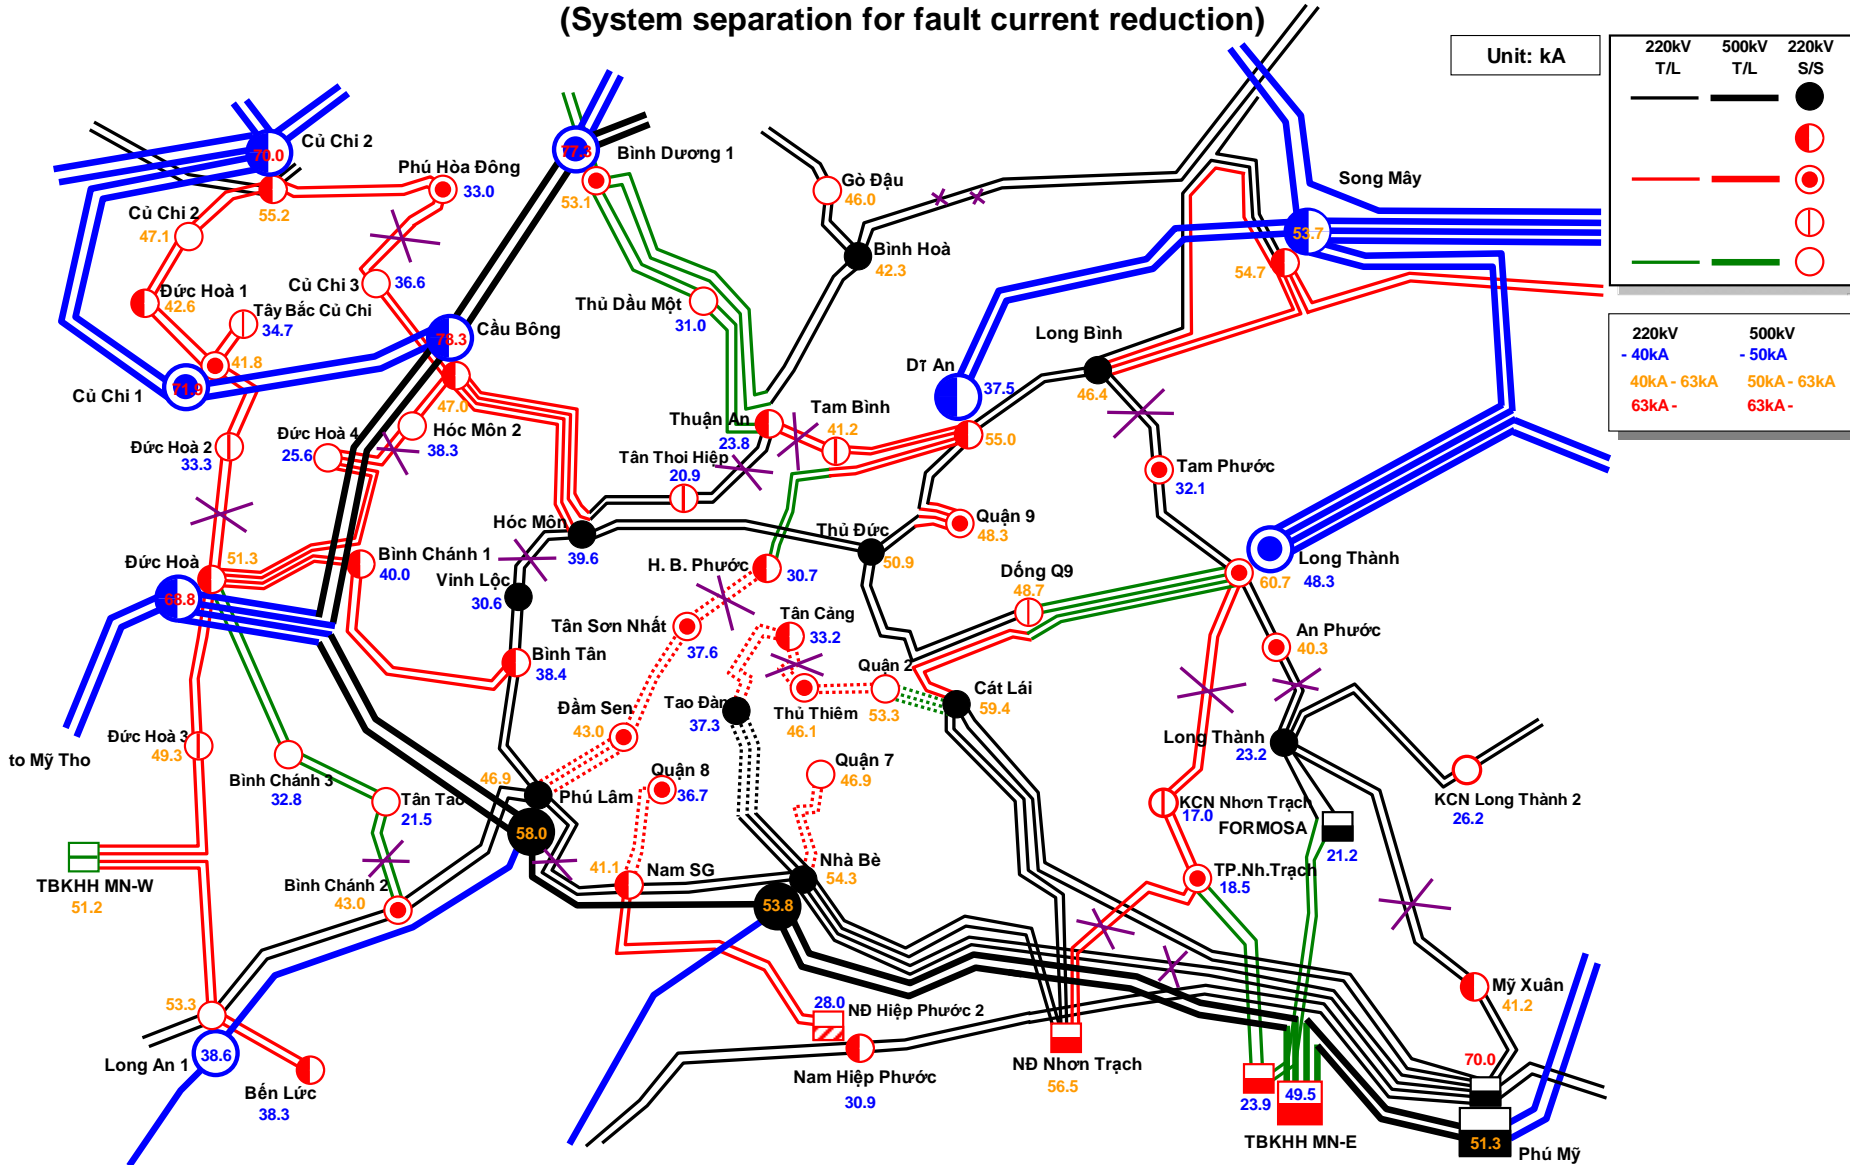 (System separation for fault current reduction)
Unit: kA
220kV 500kV 220kV
T/L T/L S/S
220kV 500kV
- 40kA - 50kA
40kA - 63kA 50kA - 63kA
63kA - 63kA-
Củ Chi 2
70.0
55.2
Phú Hòa Đông
33.0
77.3
Bình Dương 1
53.1
Gò Đậu
46.0
Song Mây
53.7
54.7
Củ Chi 2
47.1
Bình Hoà
42.3
Củ Chi 3
36.6
Đức Hoà 1
42.6
Tây Bắc Củ Chi
34.7
Thủ Dầu Một
31.0
78.3
Cầu Bông
47.0
Long Bình
46.4
41.8
71.9
Củ Chi 1
37.5
Thuận An
23.8
Tam Bình
41.2
55.0
Đức Hoà 2
33.3
Đức Hoà 4
25.6
Hóc Môn 2
38.3
Tân Thoi Hiệp
20.9
Tam Phước
32.1
Hóc Môn
39.6
Thủ Đức
50.9
Quận 9
48.3
Đức Hoà
51.3
68.8
Bình Chánh 1
40.0
Vinh Lộc
30.6
H. B. Phước
30.7
Dống Q9
48.7
60.7
Long Thành
48.3
Tân Sơn Nhất
37.6
Tân Cảng
33.2
An Phước
40.3
Bình Tân
38.4
Quận 2
53.3
Cát Lái
59.4
Đầm Sen
43.0
Tao Đàn
37.3
Thủ Thiêm
46.1
Long Thành
23.2
to Mỹ Tho
Đức Hoà 3
49.3
Bình Chánh 3
32.8
46.9
Phú Lâm
58.0
Quận 8
36.7
Quận 7
46.9
KCN Long Thành 2
26.2
Tân Tao
21.5
KCN Nhơn Trạch
17.0
FORMOSA
21.2
TBKHH MN-W
51.2
Bình Chánh 2
43.0
41.1
Nam SG
Nhà Bè
54.3
53.8
TP.Nh.Trạch
18.5
Mỹ Xuân
41.2
53.3
38.6
Long An 1
Bến Lức
38.3
28.0
NĐ Hiệp Phước 2
Nam Hiệp Phước
30.9
NĐ Nhơn Trạch
56.5
23.9
49.5
TBKHH MN-E
70.0
51.3
Phú Mỹ